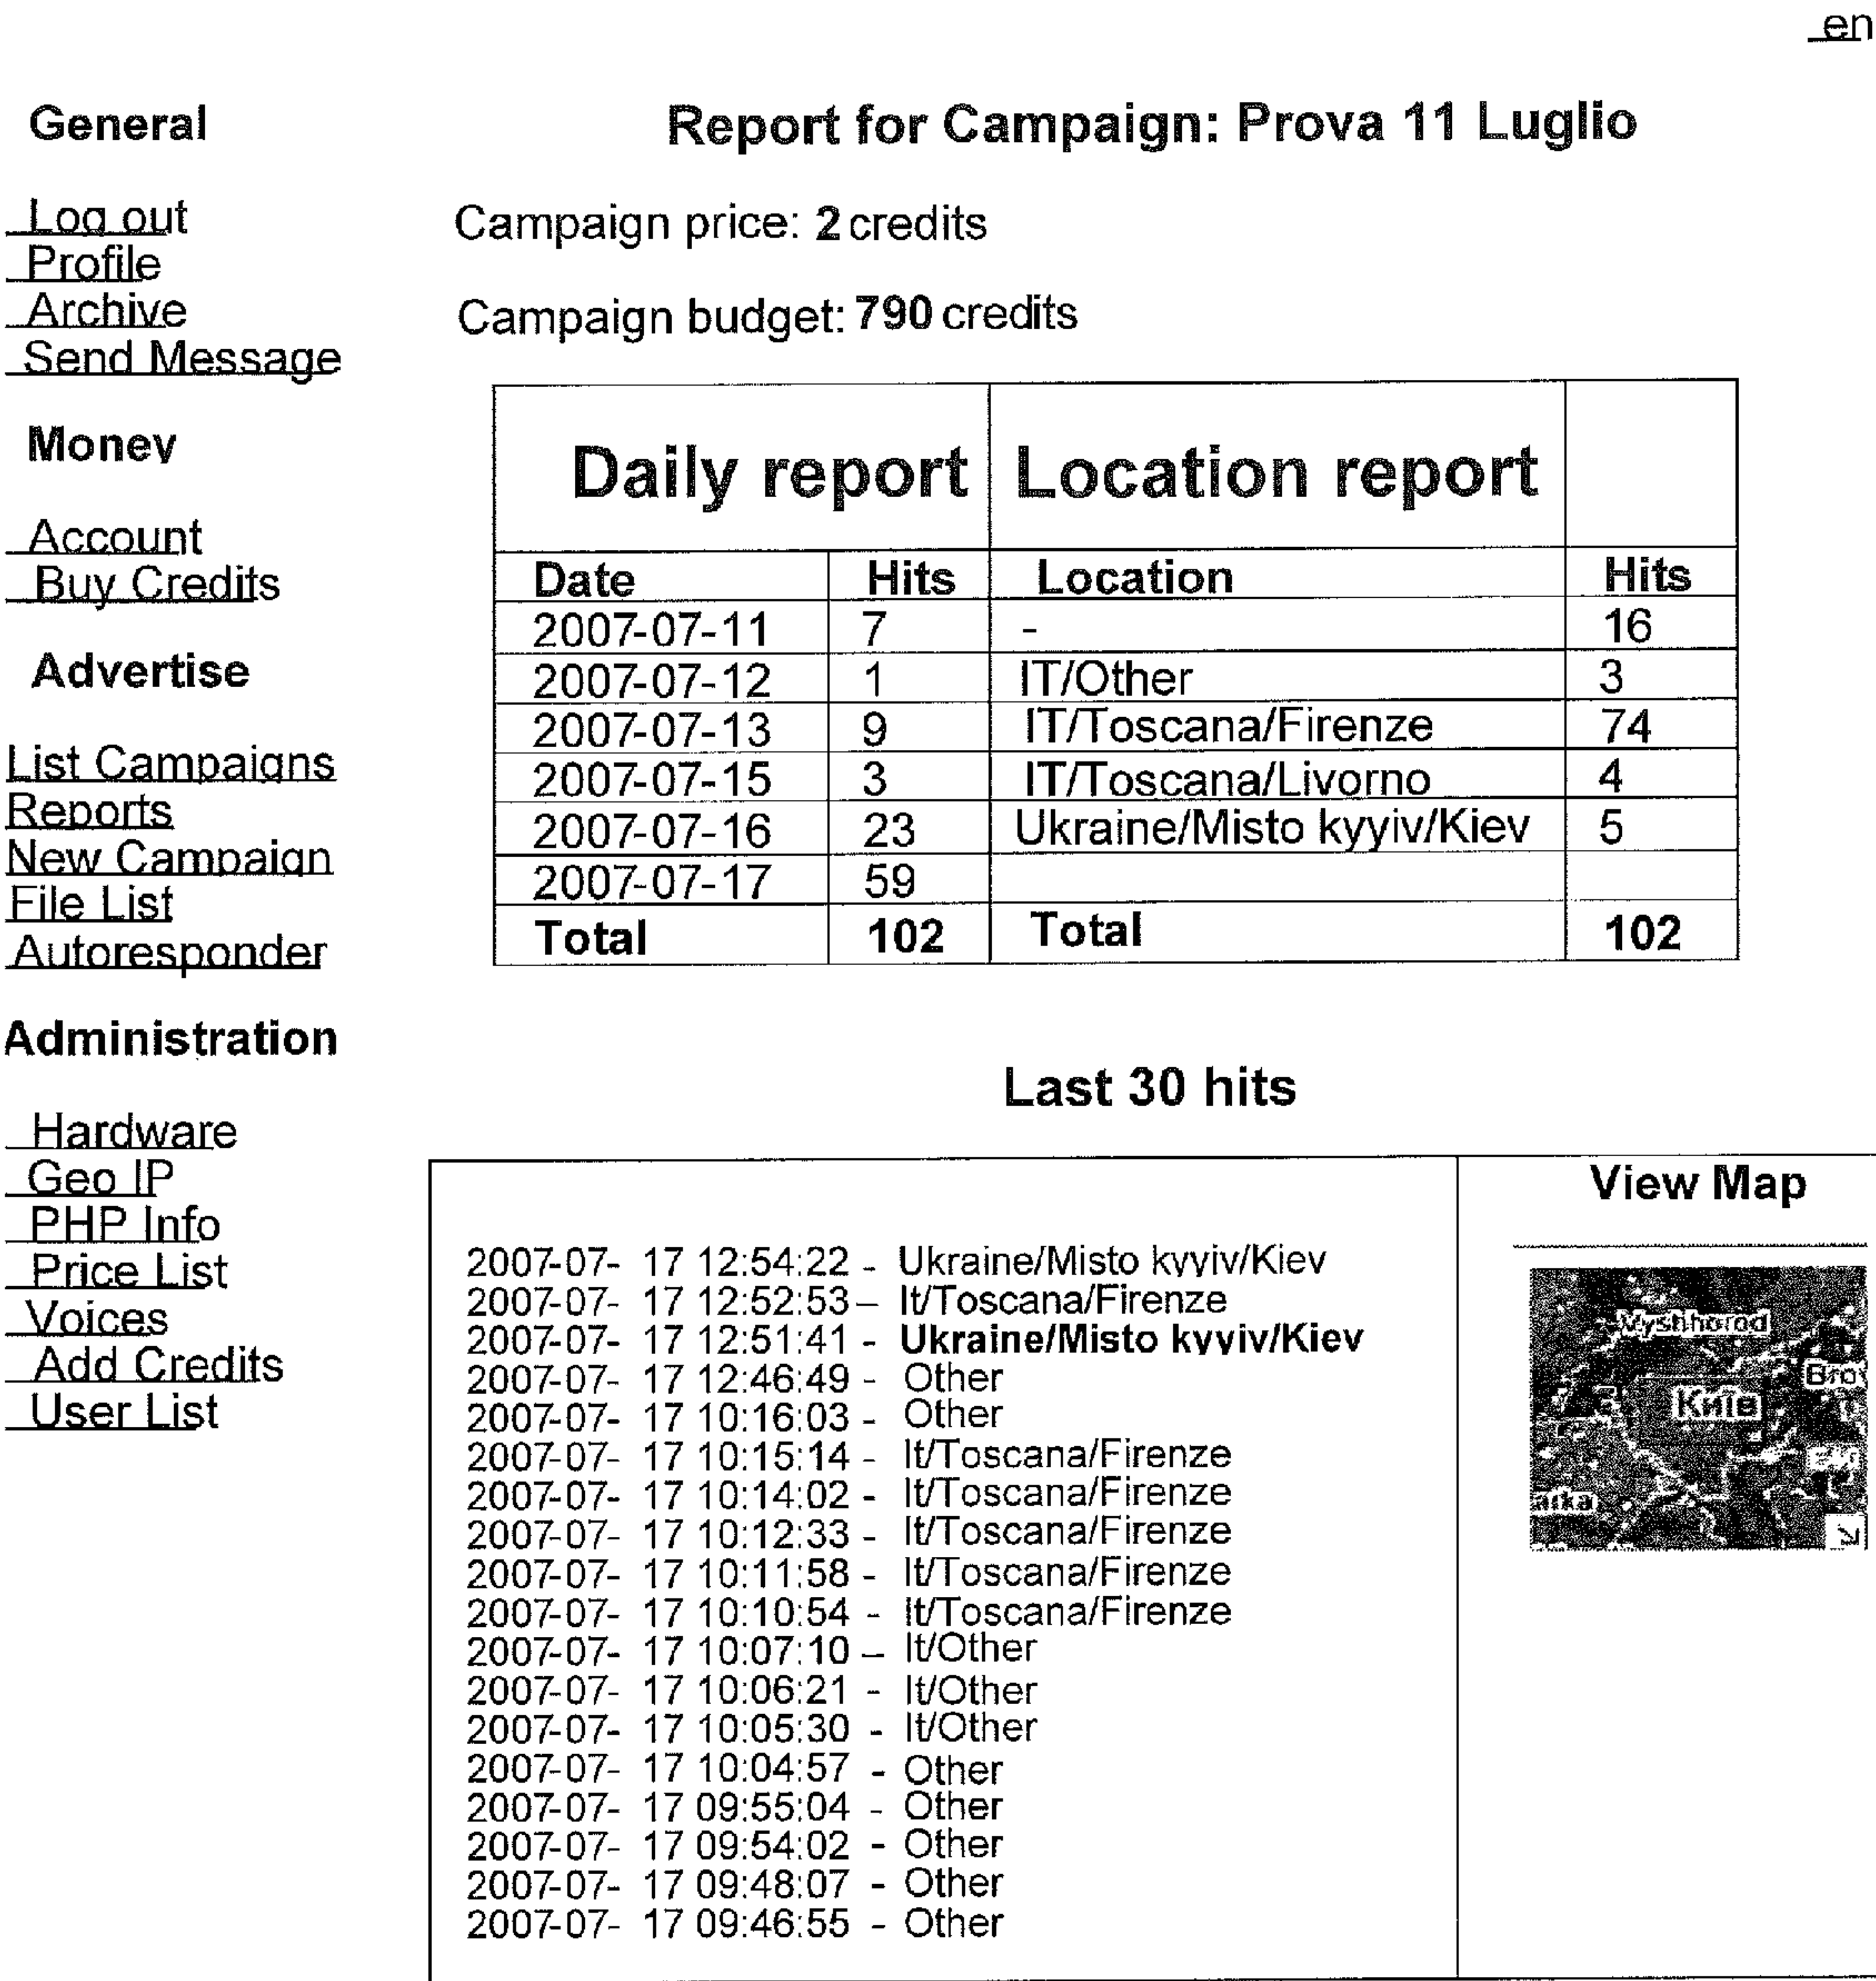 en
General
Log out
Profile
Archive
Send Message
Monev
Account
Buy Credits
Advertise
List Campaigns
Reports
New Campaign
File List
Autoresponder
Administration
Hardware
Geo IP
PHP Info
Price List
Voices
Add Credits
User List
Report for Campaign: Prova 11 Luglio
Campaign price: 2 credits
Campaign budget: 790 credits
Daily report Location report
Date Hits Location Hits
2007-07-11 7 - 16
2007-07-12 1 IT/Other 3
2007-07-13 9 IT/Toscana/Firenze 74
2007-07-15 3 IT/Toscana/Livorno 4
2007-07-16 23 Ukraine/Misto kyyiv/Kiev 5
2007-07-17 59
Total 102 Total 102
Last 30 hits
2007-07- 17 12:54:22 - Ukraine/Misto kyyiv/Kiev
2007-07- 17 12:52:53 – It/Toscana/Firenze
2007-07- 17 12:51:41 - Ukraine/Misto kyyiv/Kiev
2007-07- 17 12:46:49 - Other
2007-07- 17 10:16:03 - Other
2007-07- 17 10:15:14 - It/Toscana/Firenze
2007-07- 17 10:14:02 - It/Toscana/Firenze
2007-07- 17 10:12:33 - It/Toscana/Firenze
2007-07- 17 10:11:58 - It/Toscana/Firenze
2007-07- 17 10:10:54 - It/Toscana/Firenze
2007-07- 17 10:07:10 – It/Other
2007-07- 17 10:06:21 - It/Other
2007-07- 17 10:05:30 - It/Other
2007-07- 17 10:04:57 - Other
2007-07- 17 09:55:04 - Other
2007-07- 17 09:54:02 - Other
2007-07- 17 09:48:07 - Other
2007-07- 17 09:46:55 - Other
View Map
Vyshhorod
Bro
Київ
arka